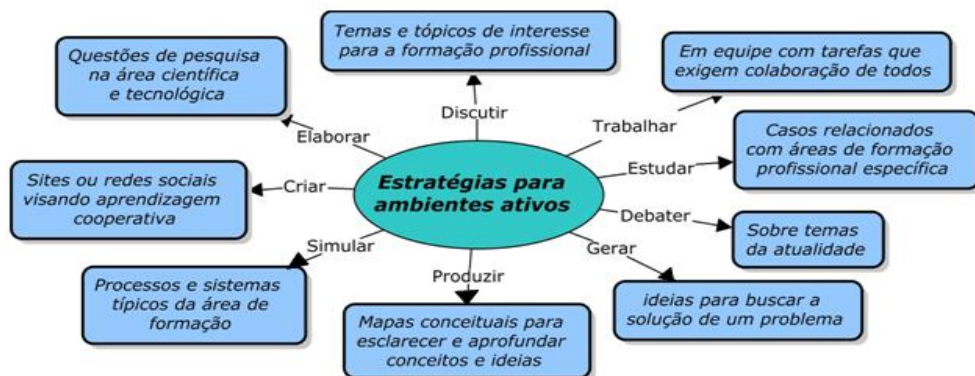 Temas e tópicos de interesse
para a formação profissional
Questões de pesquisa
na área científica
e tecnológica
Em equipe com tarefas que
exigem colaboração de todos
Discutir
Elaborar
Trabalhar
Casos relacionados
com áreas de formação
profissional específica
Estudar
Sites ou redes sociais
visando aprendizagem
cooperativa
Criar
Estratégias para
ambientes ativos
Debater
Sobre temas
da atualidade
Simular
Gerar
Produzir
Processos e sistemas
típicos da área de
formação
ideias para buscar a
solução de um problema
Mapas conceituais para
esclarecer e aprofundar
conceitos e ideias